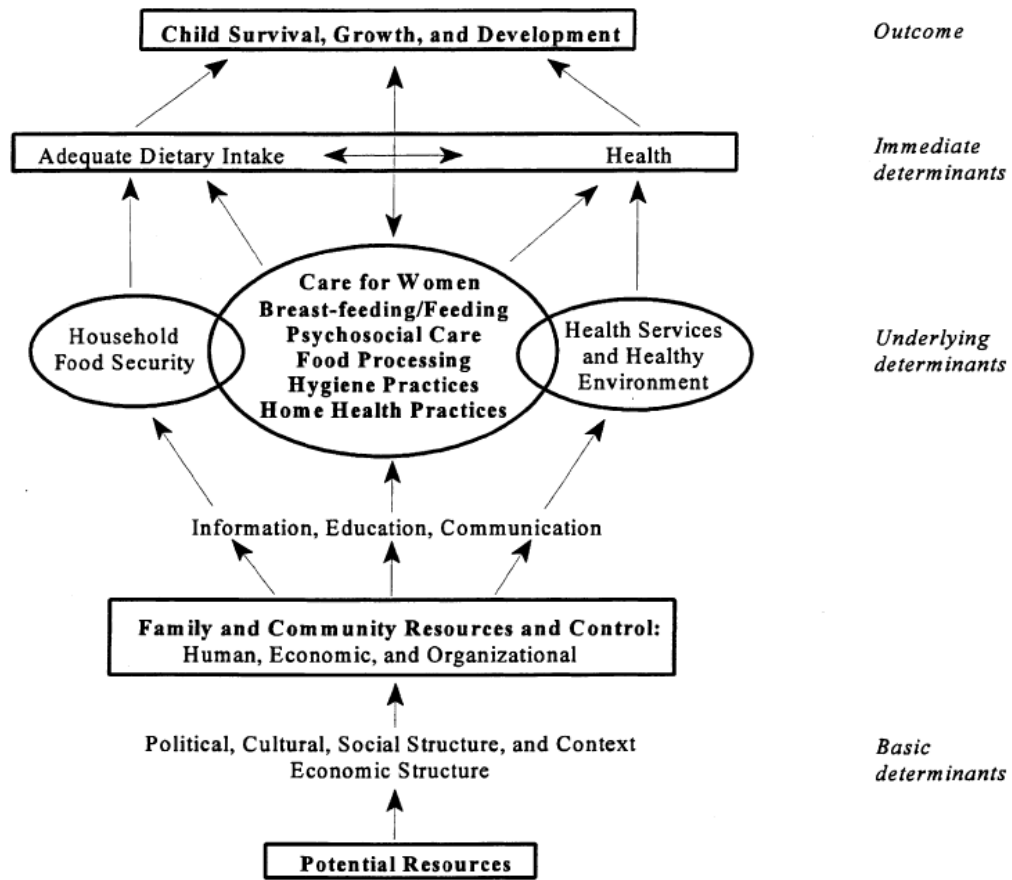 Child Survival, Growth, and Development
Outcome
Adequate Dietary Intake
Health
Immediate
determinants
Care for Women
Breast-feeding/Feeding
Psychosocial Care
Food Processing
Hygiene Practices
Home Health Practices
Household
Food Security
Health Services
and Healthy
Environment
Underlying
determinants
Information, Education, Communication
Family and Community Resources and Control:
Human, Economic, and Organizational
Political, Cultural, Social Structure, and Context
Economic Structure
Basic
determinants
Potential Resources